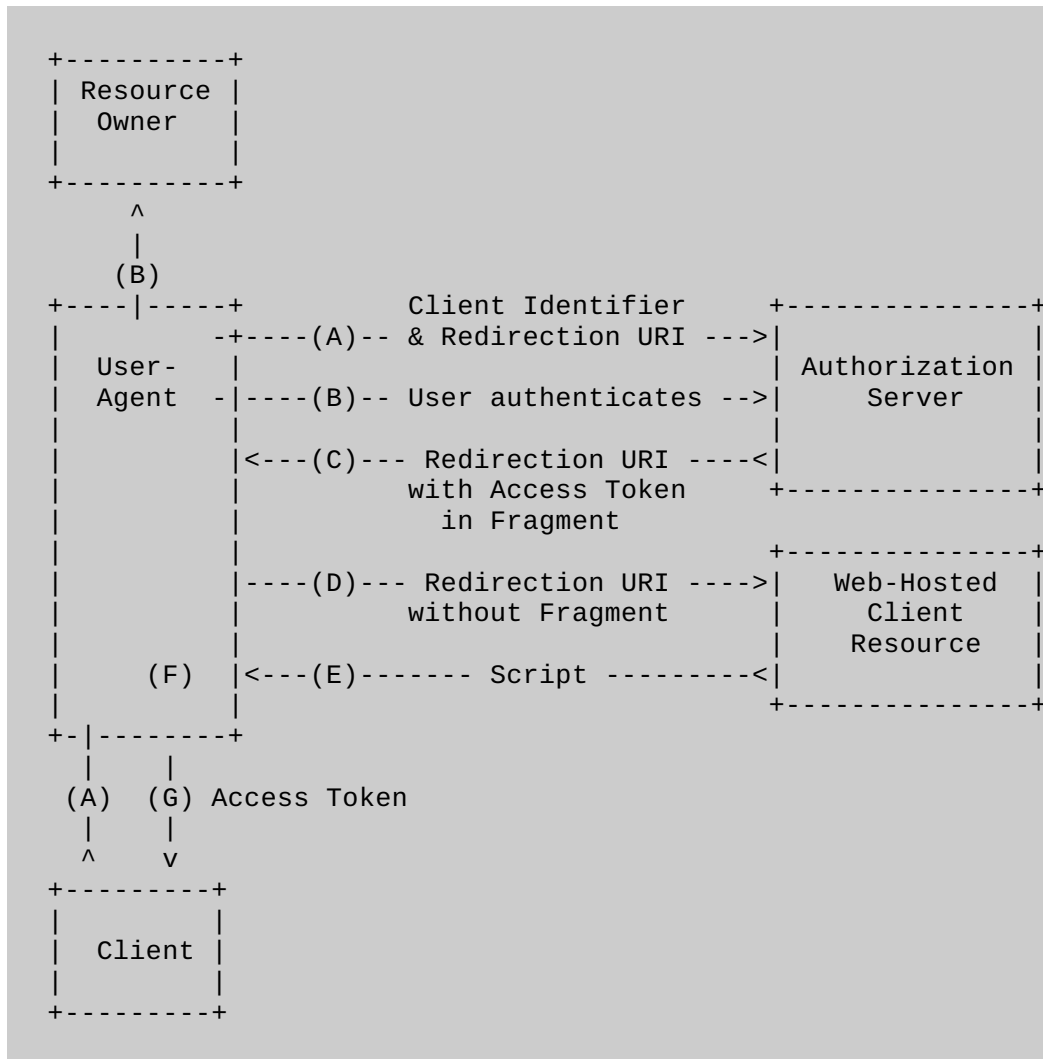 +----------+
| Resource |
|  Owner   |
|          |
+----------+
     ^
     |
    (B)
+----|-----+          Client Identifier     +---------------+
|         -+----(A)-- & Redirection URI --->|               |
|  User-   |                                | Authorization |
|  Agent  -|----(B)-- User authenticates -->|     Server    |
|          |                                |               |
|          |<---(C)--- Redirection URI ----<|               |
|          |          with Access Token     +---------------+
|          |            in Fragment
|          |                                +---------------+
|          |----(D)--- Redirection URI ---->|   Web-Hosted  |
|          |          without Fragment      |     Client    |
|          |                                |    Resource   |
|     (F)  |<---(E)------- Script ---------<|               |
|          |                                +---------------+
+-|--------+
  |    |
 (A)  (G) Access Token
  |    |
  ^    v
+---------+
|         |
|  Client |
|         |
+---------+